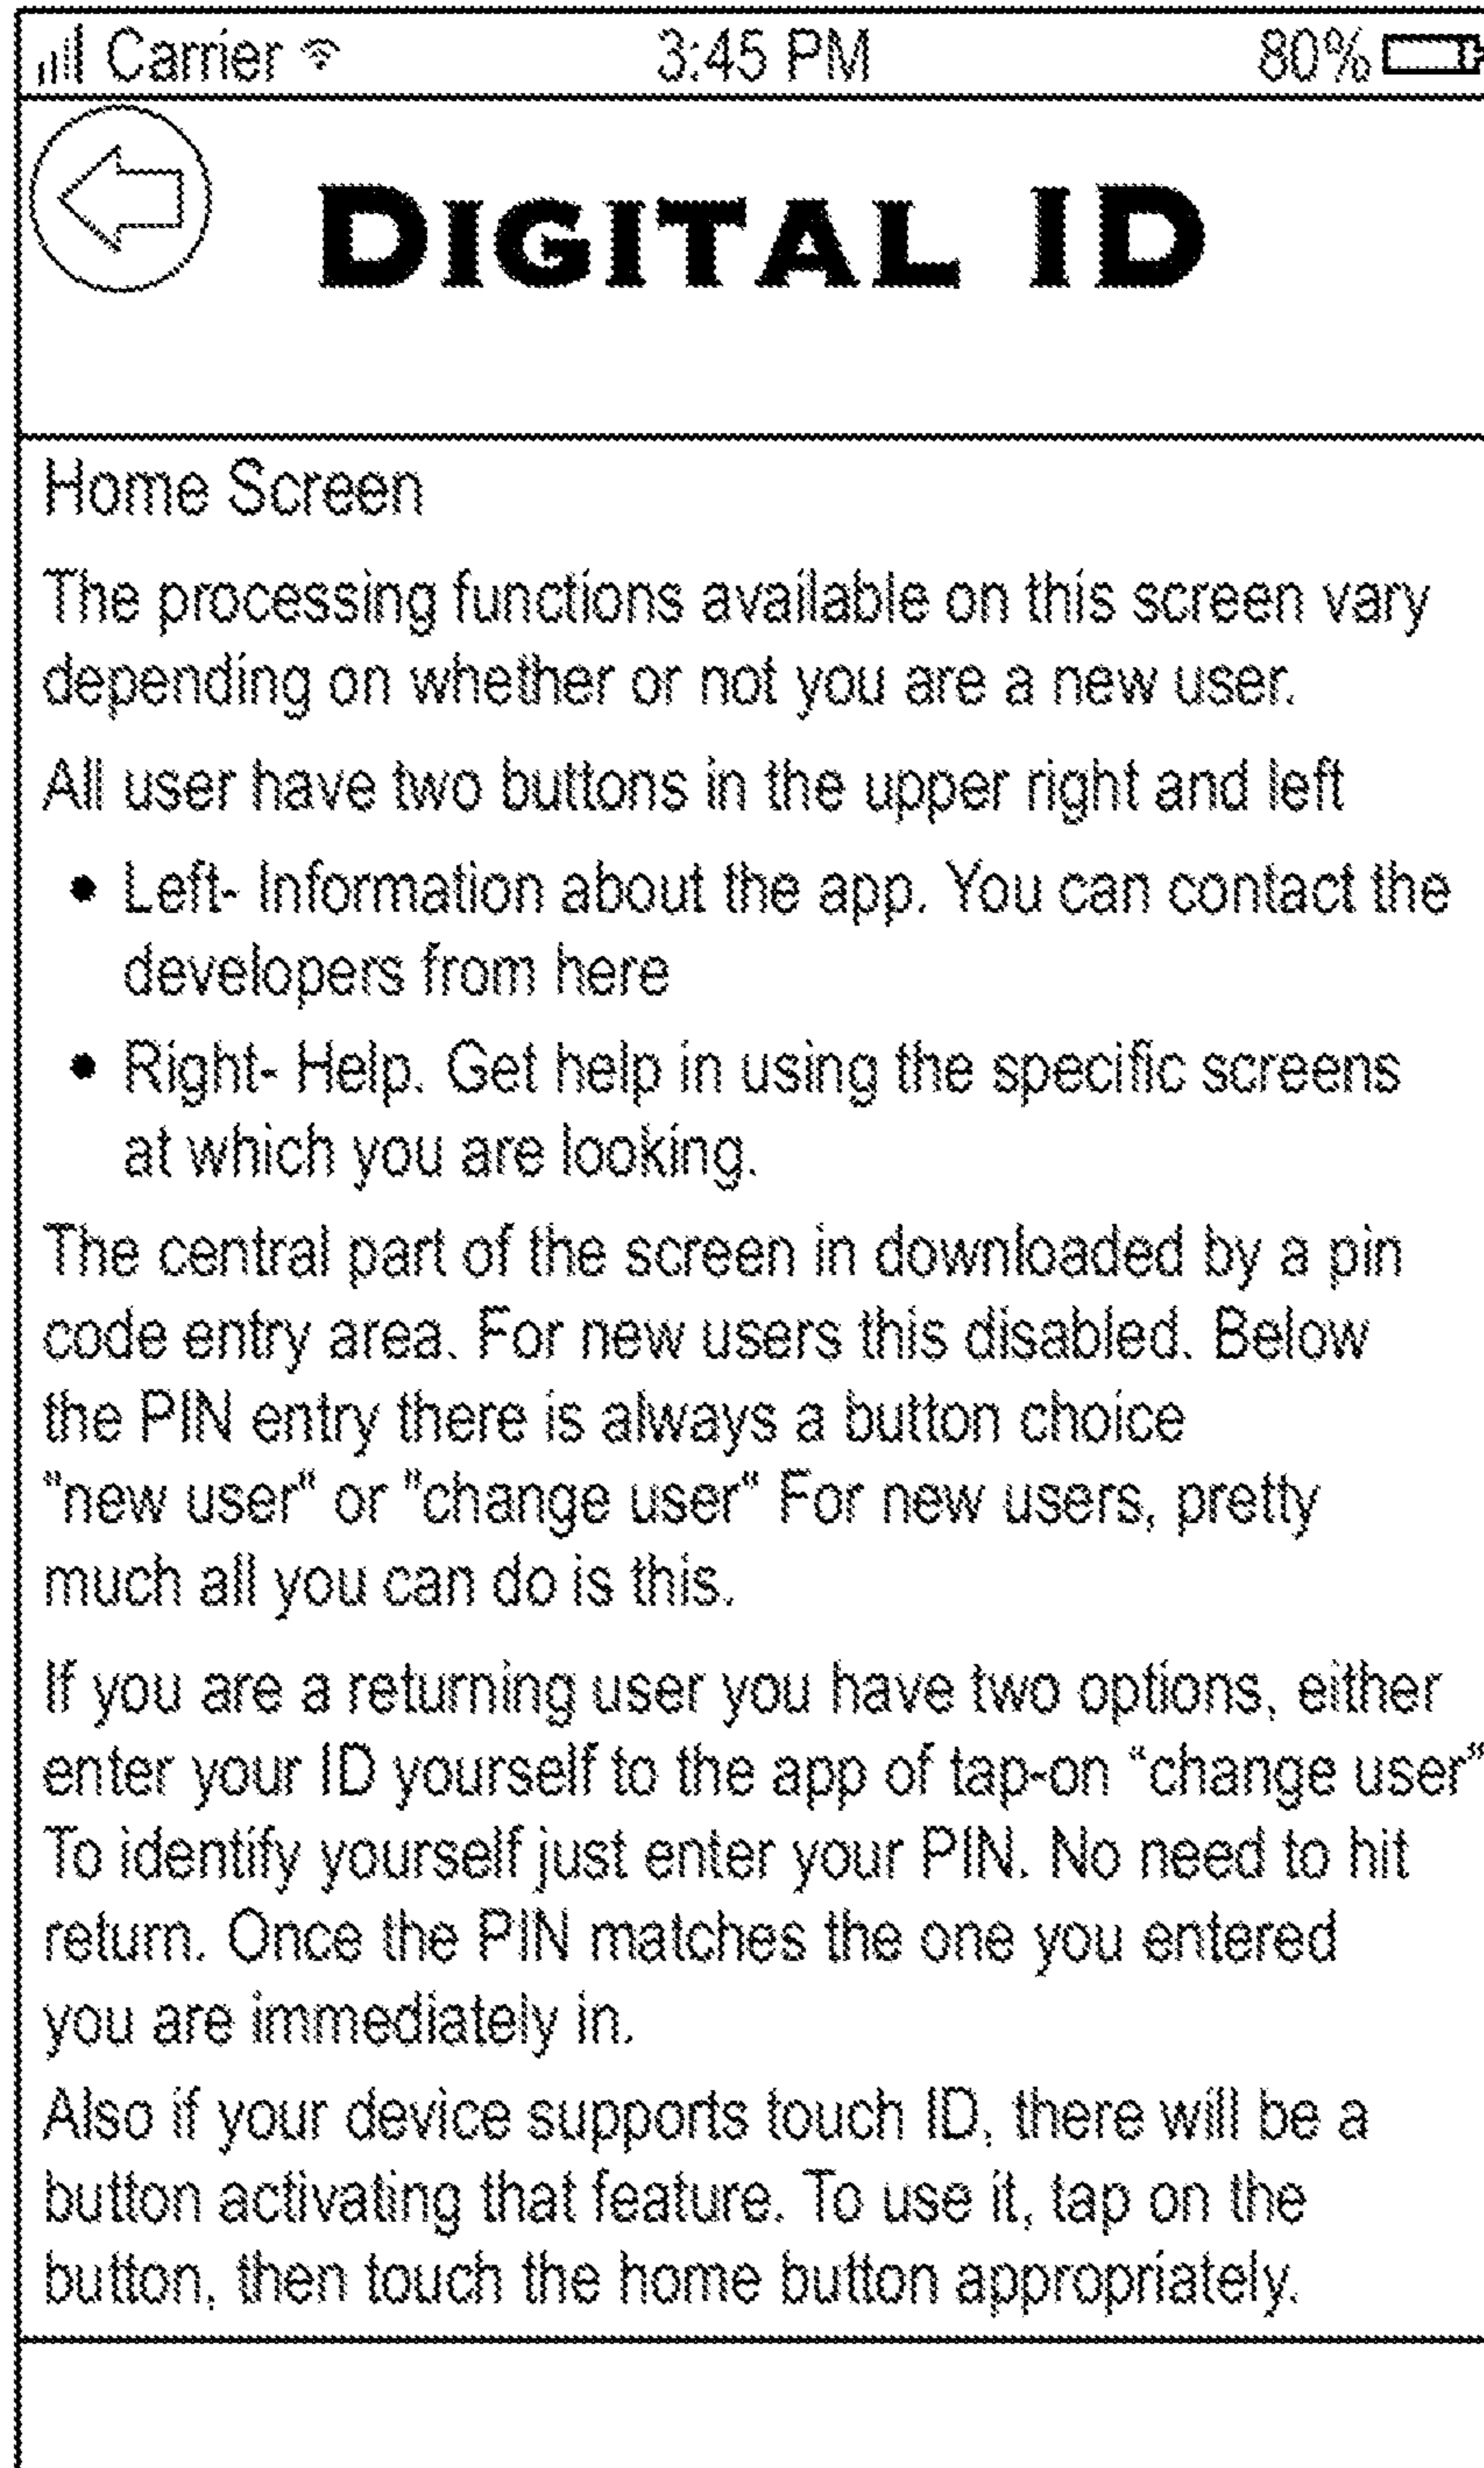 Carrier 3:45 PM 80%
DIGITAL ID
Home Screen
The processing functions available on this screen vary
depending on whether or not you are a new user.
All user have two buttons in the upper right and left
• Left- Information about the app. You can contact the
developers from here
• Right- Help. Get help in using the specific screens
at which you are looking.
The central part of the screen in downloaded by a pin
code entry area. For new users this disabled. Below
the PIN entry there is always a button choice
"new user" or "change user" For new users, pretty
much all you can do is this.
If you are a returning user you have two options, either
enter your ID yourself to the app of tap-on "change user"
To identify yourself just enter your PIN. No need to hit
return. Once the PIN matches the one you entered
you are immediately in.
Also if your device supports touch ID, there will be a
button activating that feature. To use it, tap on the
button, then touch the home button appropriately.